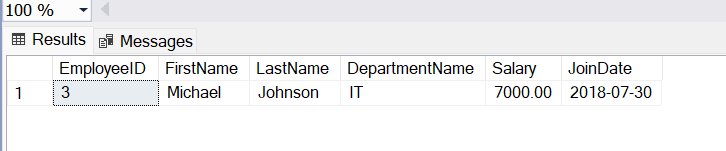 100 %
Results Messages
EmployeeID FirstName LastName DepartmentName Salary JoinDate
1 3 Michael Johnson IT 7000.00 2018-07-30